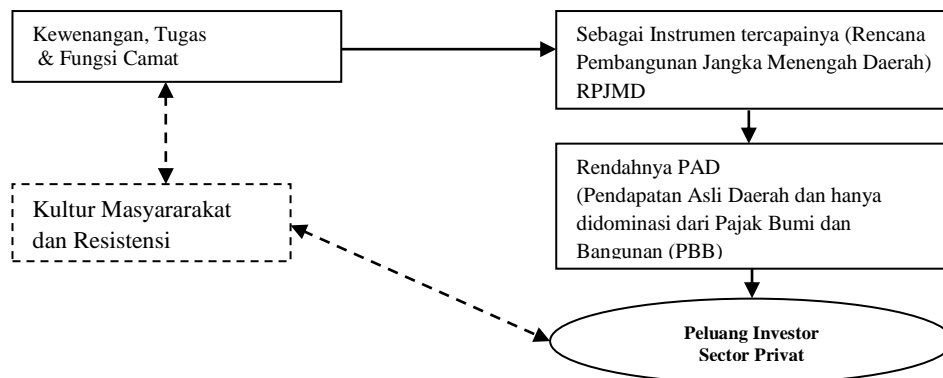 Kewenangan, Tugas
& Fungsi Camat
Sebagai Instrumen tercapainya (Rencana
Pembangunan Jangka Menengah Daerah)
RPJMD
Rendahnya PAD
(Pendapatan Asli Daerah dan hanya
didominasi dari Pajak Bumi dan
Bangunan (PBB)
Kultur Masyararakat
dan Resistensi
Peluang Investor
Sector Privat